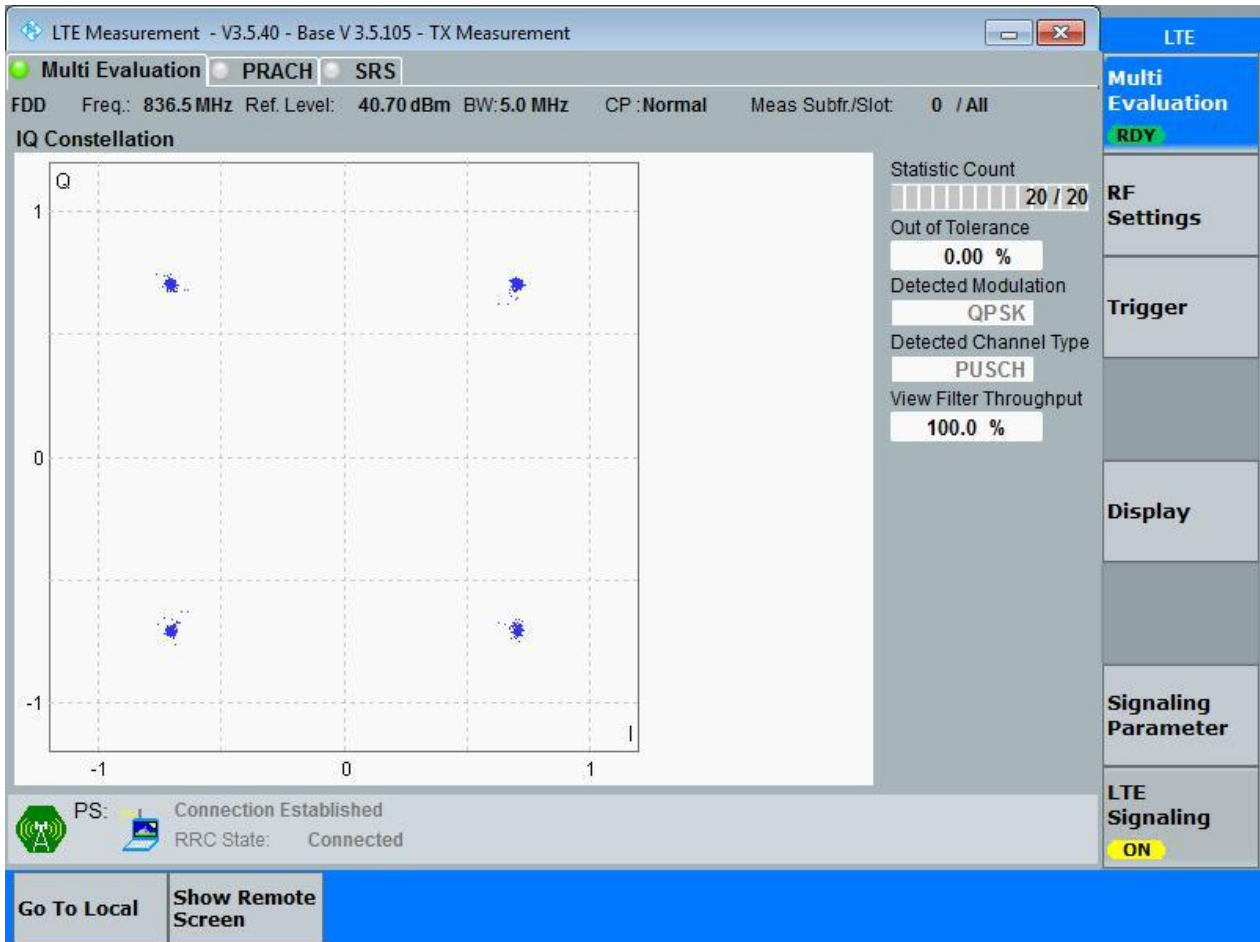 LTE Measurement - V3.5.40 - Base V 3.5.105 - TX Measurement
LTE
Multi Evaluation PRACH SRS
FDD Freq.: 836.5 MHz Ref. Level: 40.70 dBm BW: 5.0 MHz CP : Normal Meas Subfr./Slot: 0 / All
IQ Constellation
Q
1
0
-1
I
-1 0 1
Statistic Count
20 / 20
Out of Tolerance
0.00 %
Detected Modulation
QPSK
Detected Channel Type
PUSCH
View Filter Throughput
100.0 %
Multi
Evaluation
RDY
RF
Settings
Trigger
Display
Signaling
Parameter
LTE
Signaling
ON
PS: Connection Established
RRC State: Connected
Go To Local
Show Remote
Screen